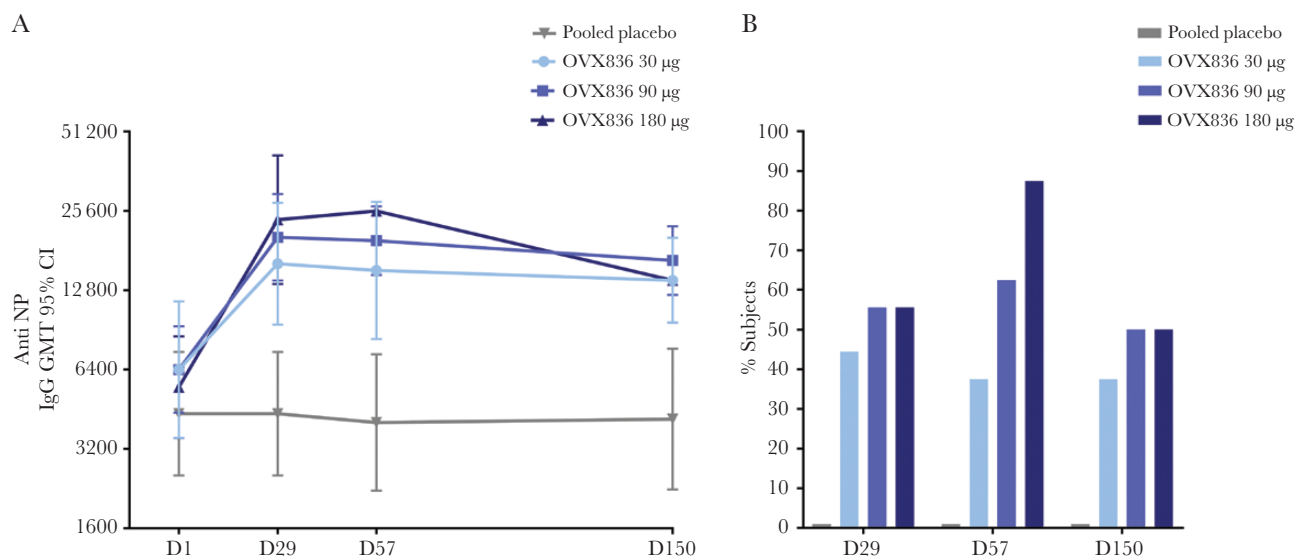 A
Pooled placebo
OVX836 30 µg
OVX836 90 µg
OVX836 180 µg
51 200
25 600
12 800
6400
3200
1600
Anti NP
IgG GMT 95% CI
D1
D29
D57
D150
B
Pooled placebo
OVX836 30 µg
OVX836 90 µg
OVX836 180 µg
100
90
80
70
60
50
40
30
20
10
0
% Subjects
D29
D57
D150